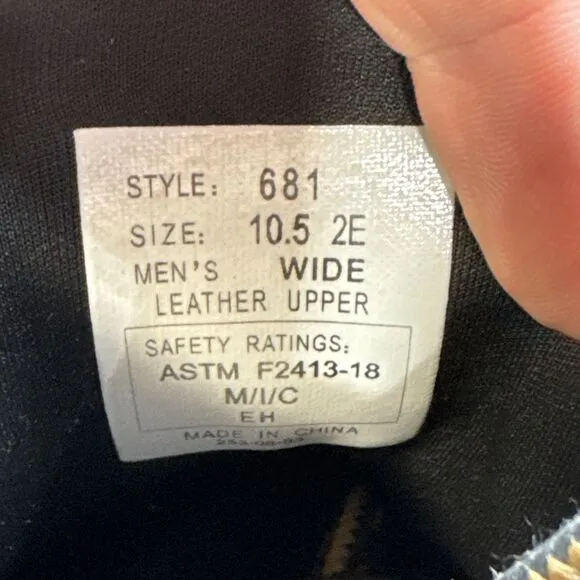 STYLE: 681
SIZE: 10.5 2E
MEN'S WIDE
LEATHER UPPER
SAFETY RATINGS:
ASTM F2413-18
M/I/C
EH
MADE IN CHINA